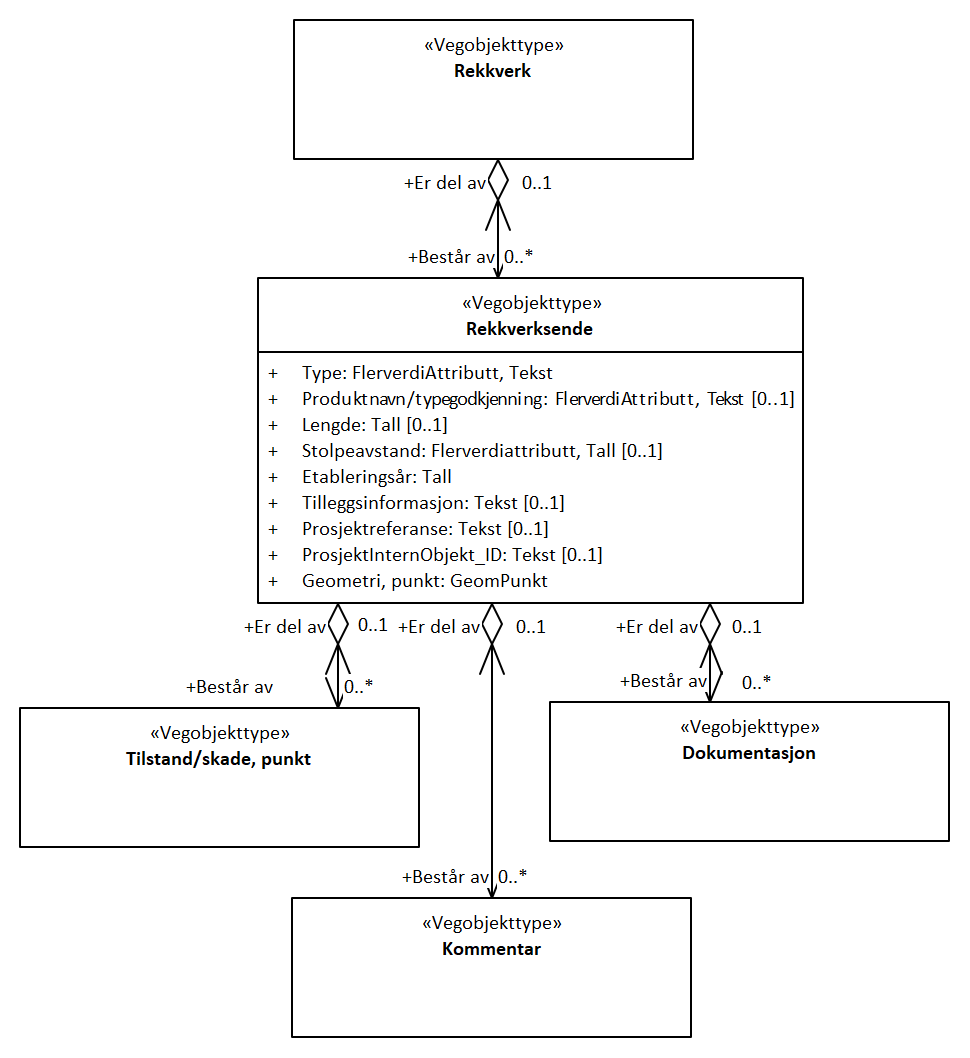 «Vegobjekttype»
Rekkverk
+Er del av 0..1
+Består av 0..*
«Vegobjekttype»
Rekkverksende
+ Type: FlerverdiAttributt, Tekst
+ Produktnavn/typegodkjenning: FlerverdiAttributt, Tekst [0..1]
+ Lengde: Tall [0..1]
+ Stolpeavstand: Flerverdiattributt, Tall [0..1]
+ Etableringsår: Tall
+ Tilleggsinformasjon: Tekst [0..1]
+ Prosjektreferanse: Tekst [0..1]
+ ProsjektInternObjekt_ID: Tekst [0..1]
+ Geometri, punkt: GeomPunkt
+Er del av 0..1 +Er del av 0..1 +Er del av 0..1
+Består av 0..* +Består av 0..*
«Vegobjekttype»
Tilstand/skade, punkt
«Vegobjekttype»
Dokumentasjon
+Består av 0..*
«Vegobjekttype»
Kommentar